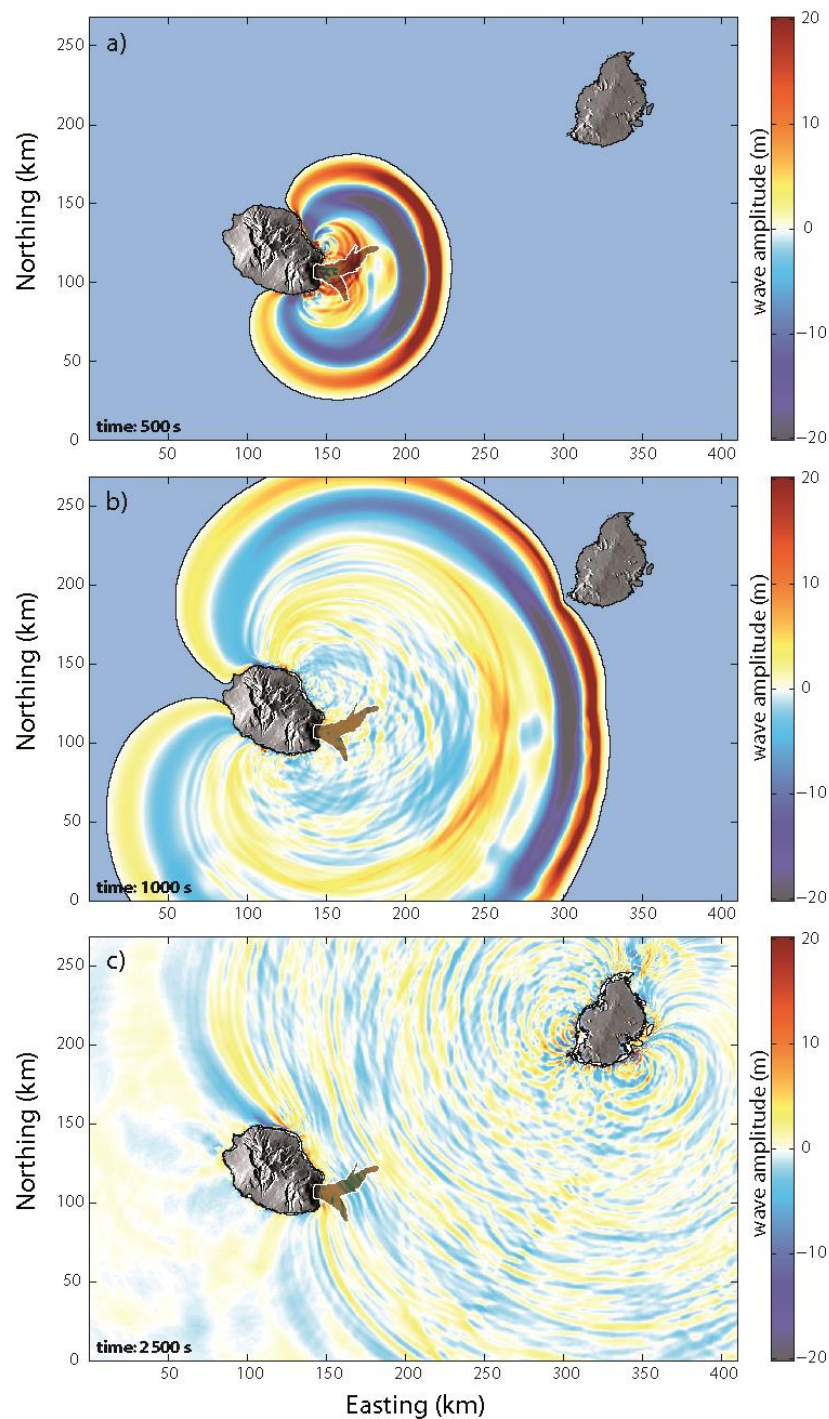 a)
250
200
150
100
50
0
Northing (km)
time: 500 s
50 100 150 200 250 300 350 400
20
10
0
−10
−20
wave amplitude (m)
b)
250
200
150
100
50
0
Northing (km)
time: 1000 s
50 100 150 200 250 300 350 400
20
10
0
−10
−20
wave amplitude (m)
c)
250
200
150
100
50
0
Northing (km)
time: 2500 s
0 50 100 150 200 250 300 350 400
Easting (km)
20
10
0
−10
−20
wave amplitude (m)